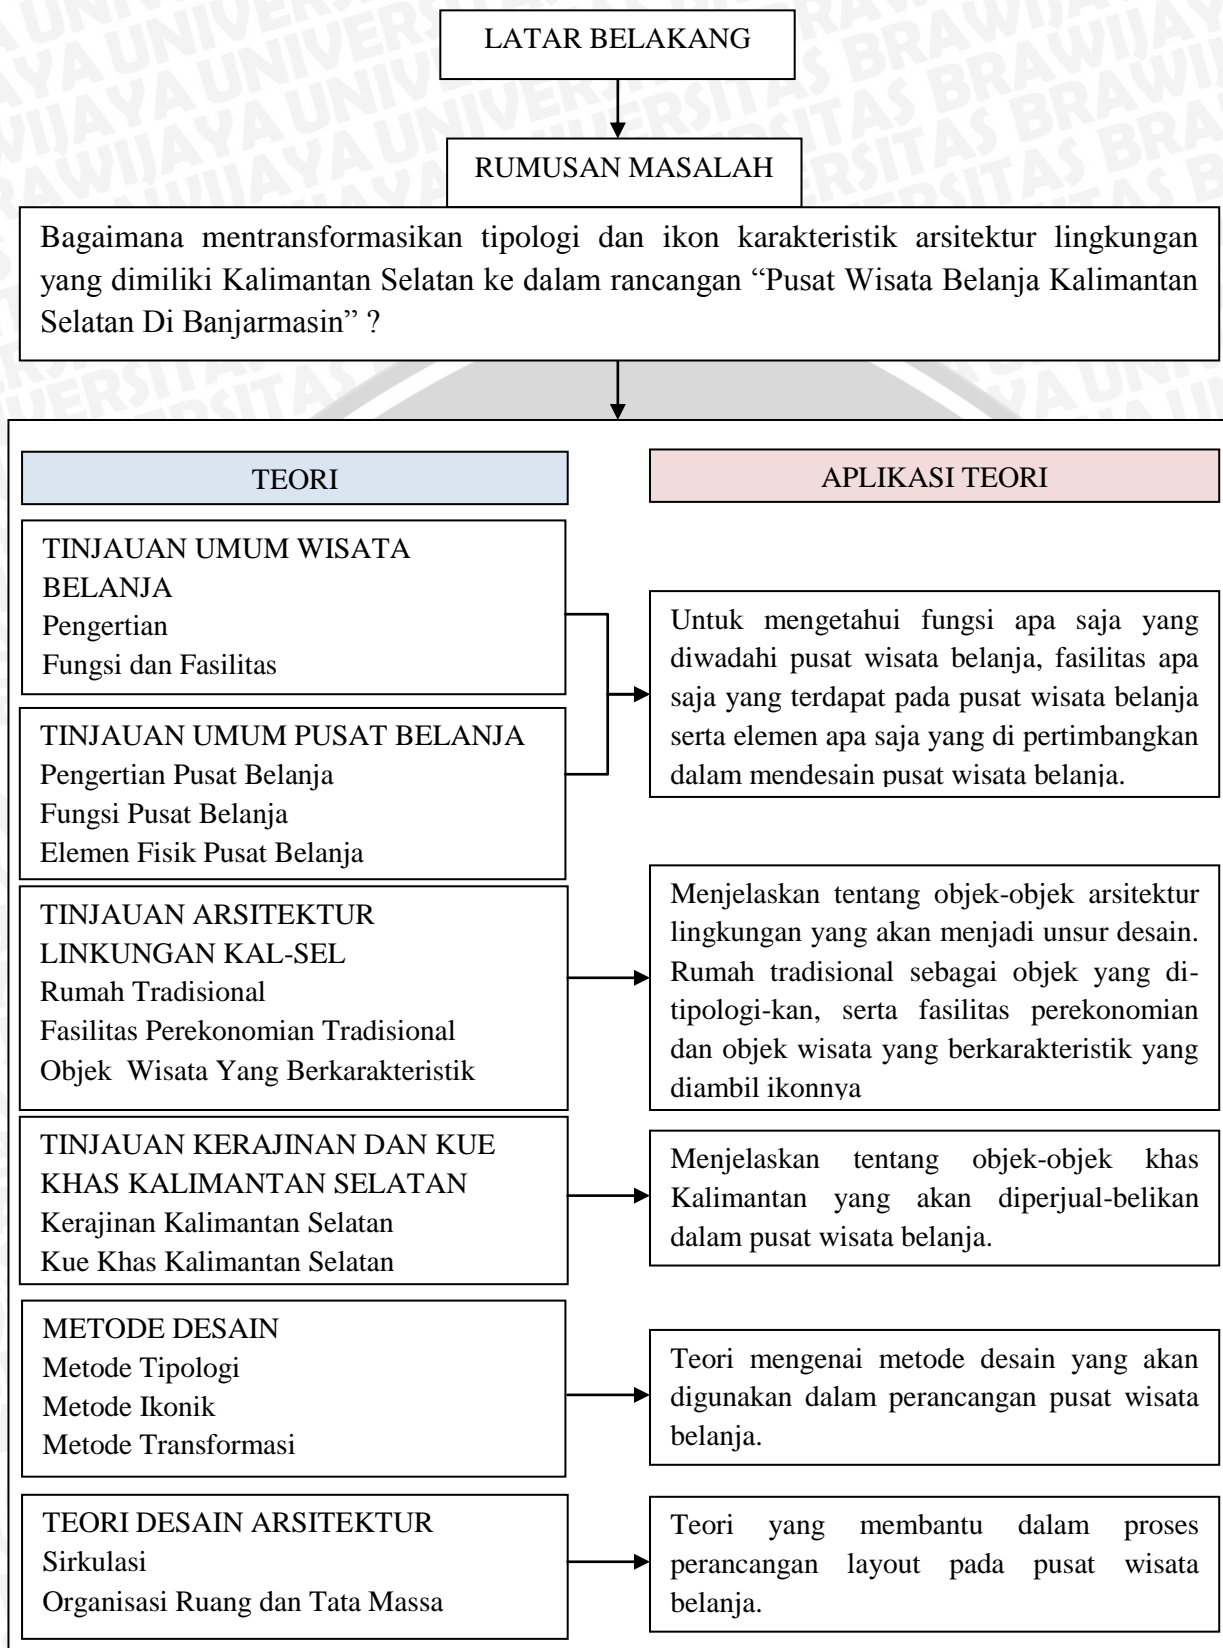 LATAR BELAKANG
RUMUSAN MASALAH
Bagaimana mentransformasikan tipologi dan ikon karakteristik arsitektur lingkungan
yang dimiliki Kalimantan Selatan ke dalam rancangan “Pusat Wisata Belanja Kalimantan
Selatan Di Banjarmasin” ?
TEORI
APLIKASI TEORI
TINJAUAN UMUM WISATA
BELANJA
Pengertian
Fungsi dan Fasilitas
TINJAUAN UMUM PUSAT BELANJA
Pengertian Pusat Belanja
Fungsi Pusat Belanja
Elemen Fisik Pusat Belanja
Untuk mengetahui fungsi apa saja yang
diwadahi pusat wisata belanja, fasilitas apa
saja yang terdapat pada pusat wisata belanja
serta elemen apa saja yang di pertimbangkan
dalam mendesain pusat wisata belanja.
TINJAUAN ARSITEKTUR
LINKUNGAN KAL-SEL
Rumah Tradisional
Fasilitas Perekonomian Tradisional
Objek Wisata Yang Berkarakteristik
Menjelaskan tentang objek-objek arsitektur
lingkungan yang akan menjadi unsur desain.
Rumah tradisional sebagai objek yang di-
tipologi-kan, serta fasilitas perekonomian
dan objek wisata yang berkarakteristik yang
diambil ikonnya
TINJAUAN KERAJINAN DAN KUE
KHAS KALIMANTAN SELATAN
Kerajinan Kalimantan Selatan
Kue Khas Kalimantan Selatan
Menjelaskan tentang objek-objek khas
Kalimantan yang akan diperjual-belikan
dalam pusat wisata belanja.
METODE DESAIN
Metode Tipologi
Metode Ikonik
Metode Transformasi
Teori mengenai metode desain yang akan
digunakan dalam perancangan pusat wisata
belanja.
TEORI DESAIN ARSITEKTUR
Sirkulasi
Organisasi Ruang dan Tata Massa
Teori yang membantu dalam proses
perancangan layout pada pusat wisata
belanja.